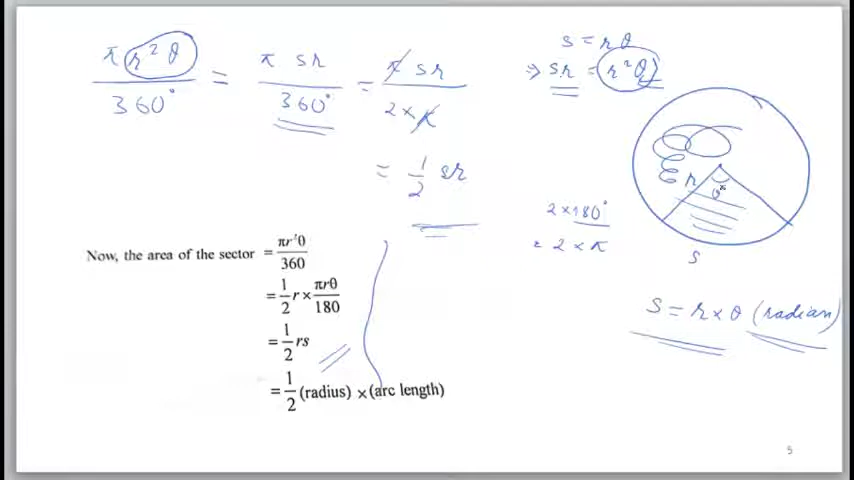 πr²θ/360° = π sr/360° = π sr/2×π
= 1/2 sr
s = rθ
⇒ sr = r²θ
r
θ
s
2×180°
= 2×π
s = r×θ (radian)
Now, the area of the sector = πr²θ/360
= 1/2 r × πrθ/180
= 1/2 rs
= 1/2 (radius) × (arc length)
5